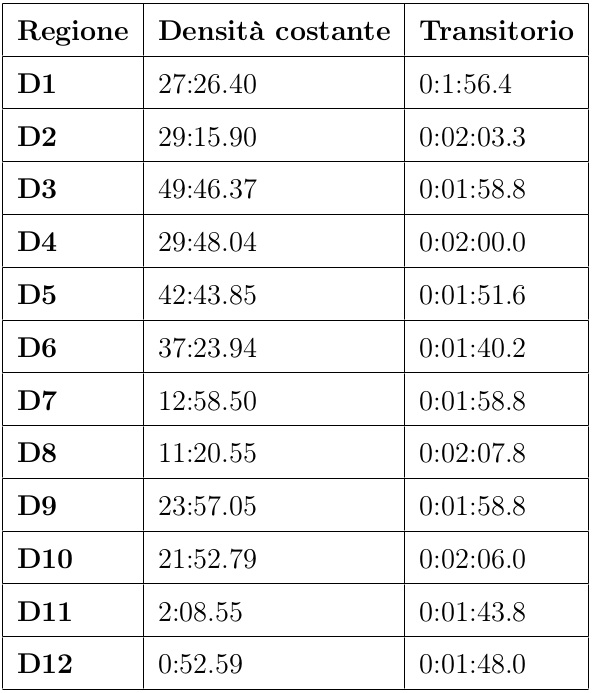 Regione Densità costante Transitorio
D1 27:26.40 0:1:56.4
D2 29:15.90 0:02:03.3
D3 49:46.37 0:01:58.8
D4 29:48.04 0:02:00.0
D5 42:43.85 0:01:51.6
D6 37:23.94 0:01:40.2
D7 12:58.50 0:01:58.8
D8 11:20.55 0:02:07.8
D9 23:57.05 0:01:58.8
D10 21:52.79 0:02:06.0
D11 2:08.55 0:01:43.8
D12 0:52.59 0:01:48.0